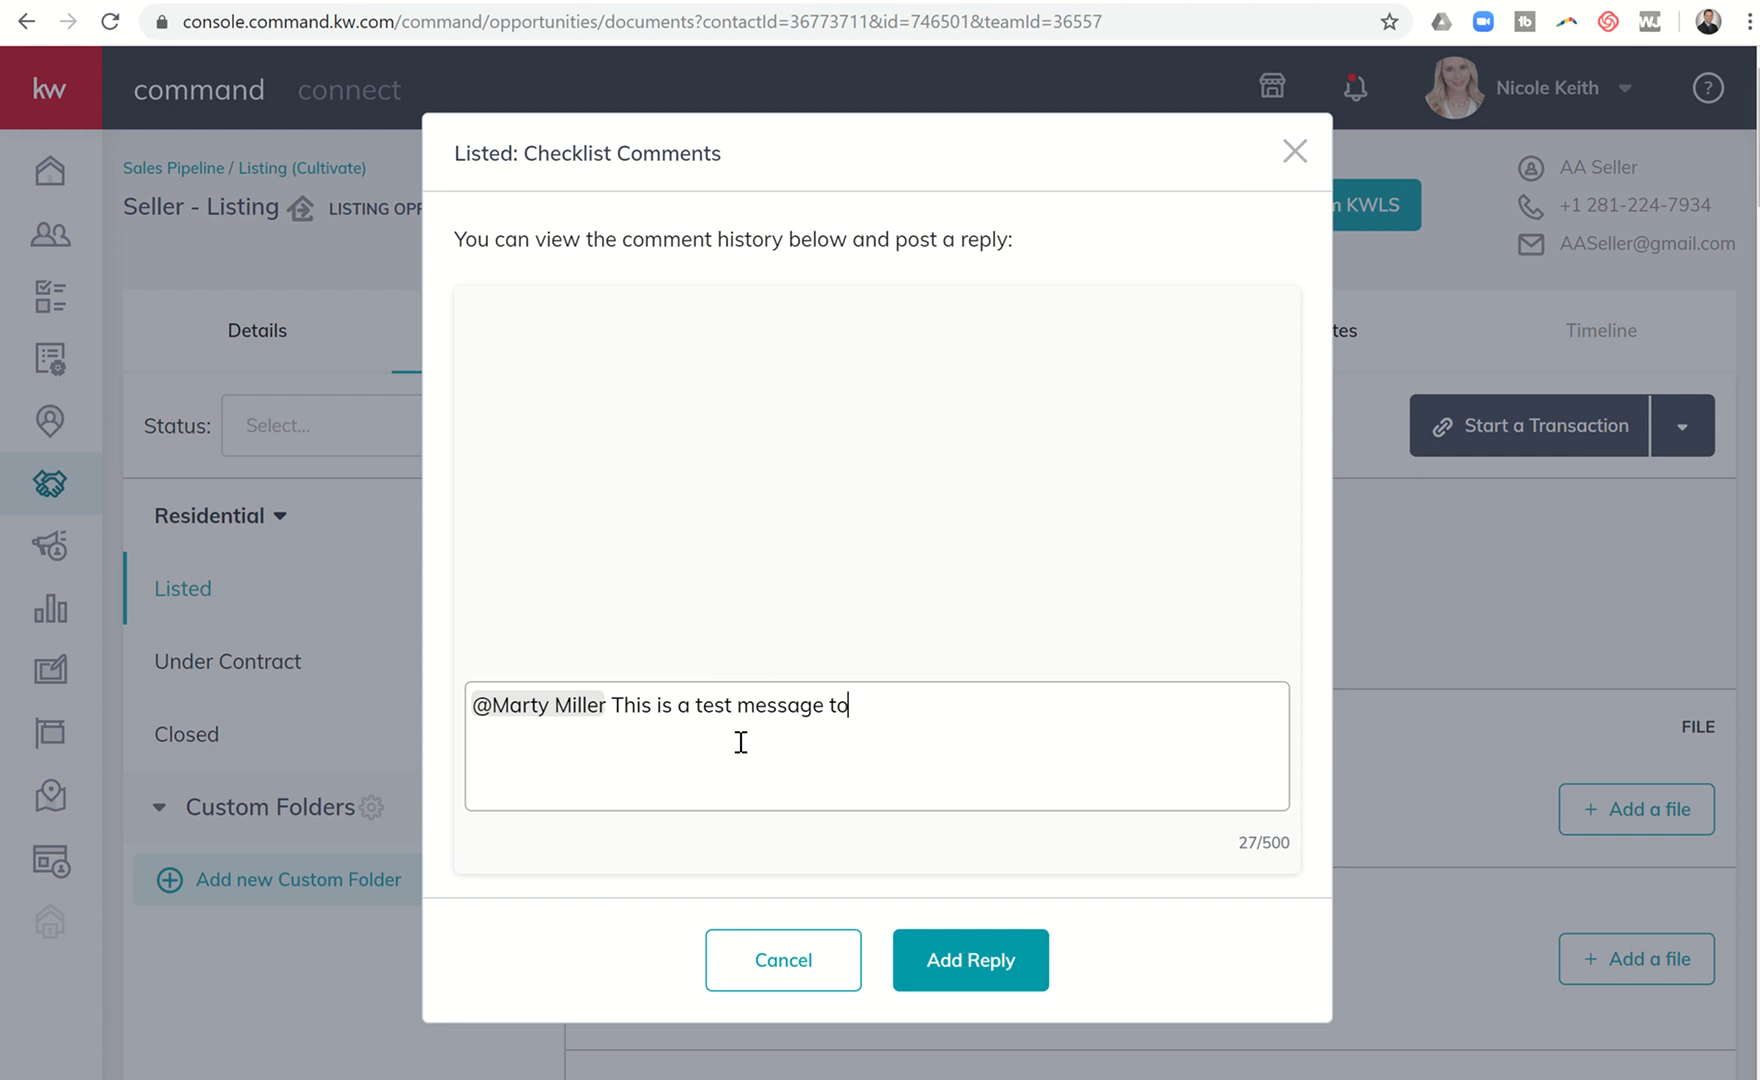 console.command.kw.com/command/opportunities/documents?contactId=36773711&id=746501&teamId=36557
tb
WJ
kw
command
connect
Nicole Keith
?
Sales Pipeline / Listing (Cultivate)
Seller - Listing
LISTING OPP
Listed: Checklist Comments
n KWLS
AA Seller
+1 281-224-7934
AASeller@gmail.com
You can view the comment history below and post a reply:
Details
tes
Timeline
Status:
Select...
Start a Transaction
Residential
Listed
Under Contract
Closed
Custom Folders
Add new Custom Folder
@Marty Miller This is a test message to
27/500
FILE
+ Add a file
+ Add a file
Cancel
Add Reply